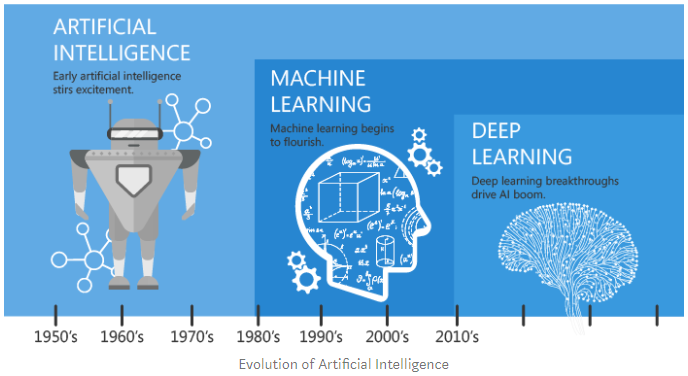 ARTIFICIAL
INTELLIGENCE
Early artificial intelligence
stirs excitement.
MACHINE
LEARNING
Machine learning begins
to flourish.
DEEP
LEARNING
Deep learning breakthroughs
drive AI boom.
1950's 1960's 1970's 1980's 1990's 2000's 2010's
Evolution of Artificial Intelligence